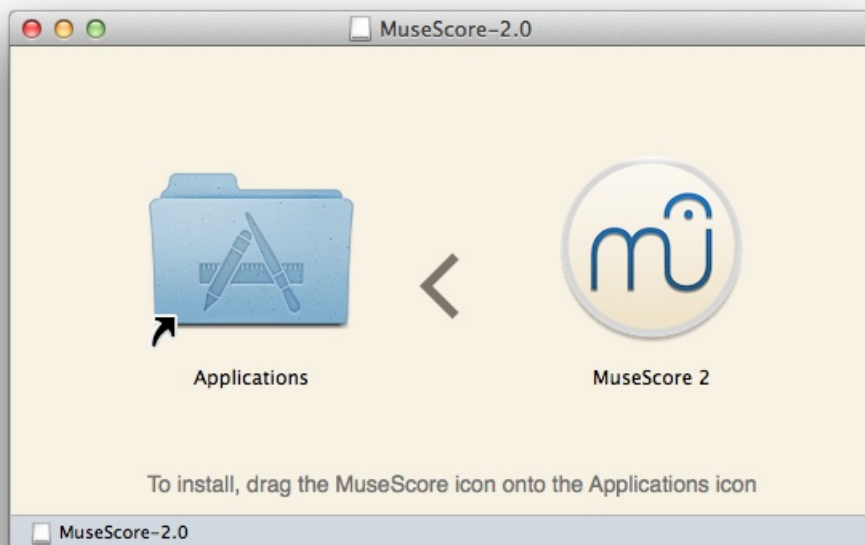 MuseScore-2.0
mu
Applications
MuseScore 2
To install, drag the MuseScore icon onto the Applications icon
MuseScore-2.0